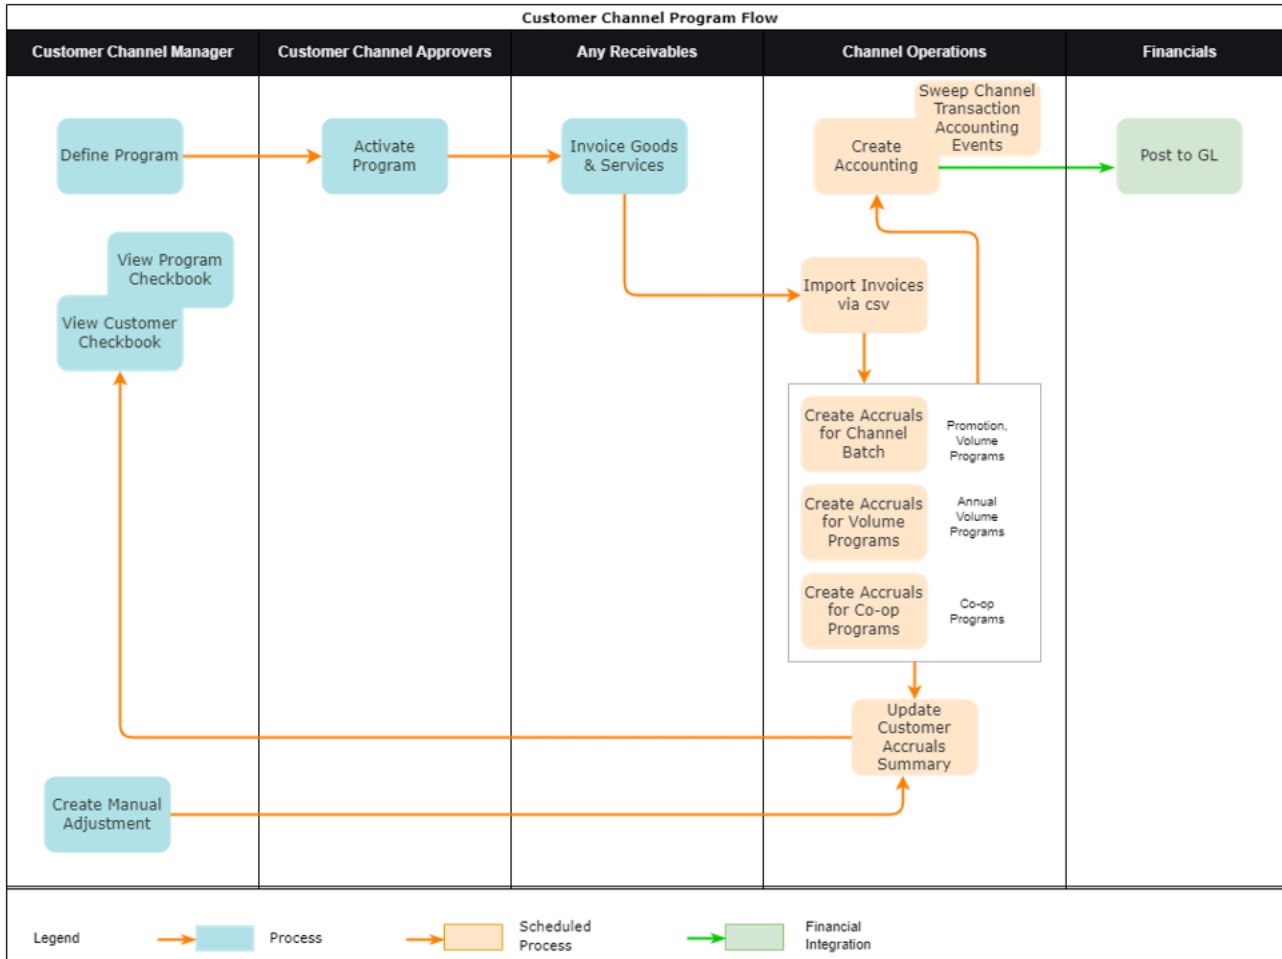 Customer Channel Program Flow
Customer Channel Manager
Customer Channel Approvers
Any Receivables
Channel Operations
Financials
Define Program
Activate
Program
Invoice Goods
& Services
Create
Accounting
Sweep Channel
Transaction
Accounting
Events
Post to GL
View Program
Checkbook
View Customer
Checkbook
Import Invoices
via csv
Create Accruals
for Channel
Batch
Promotion,
Volume
Programs
Create Accruals
for Volume
Programs
Annual
Volume
Programs
Create Accruals
for Co-op
Programs
Co-op
Programs
Update
Customer
Accruals
Summary
Create Manual
Adjustment
Legend
Process
Scheduled
Process
Financial
Integration